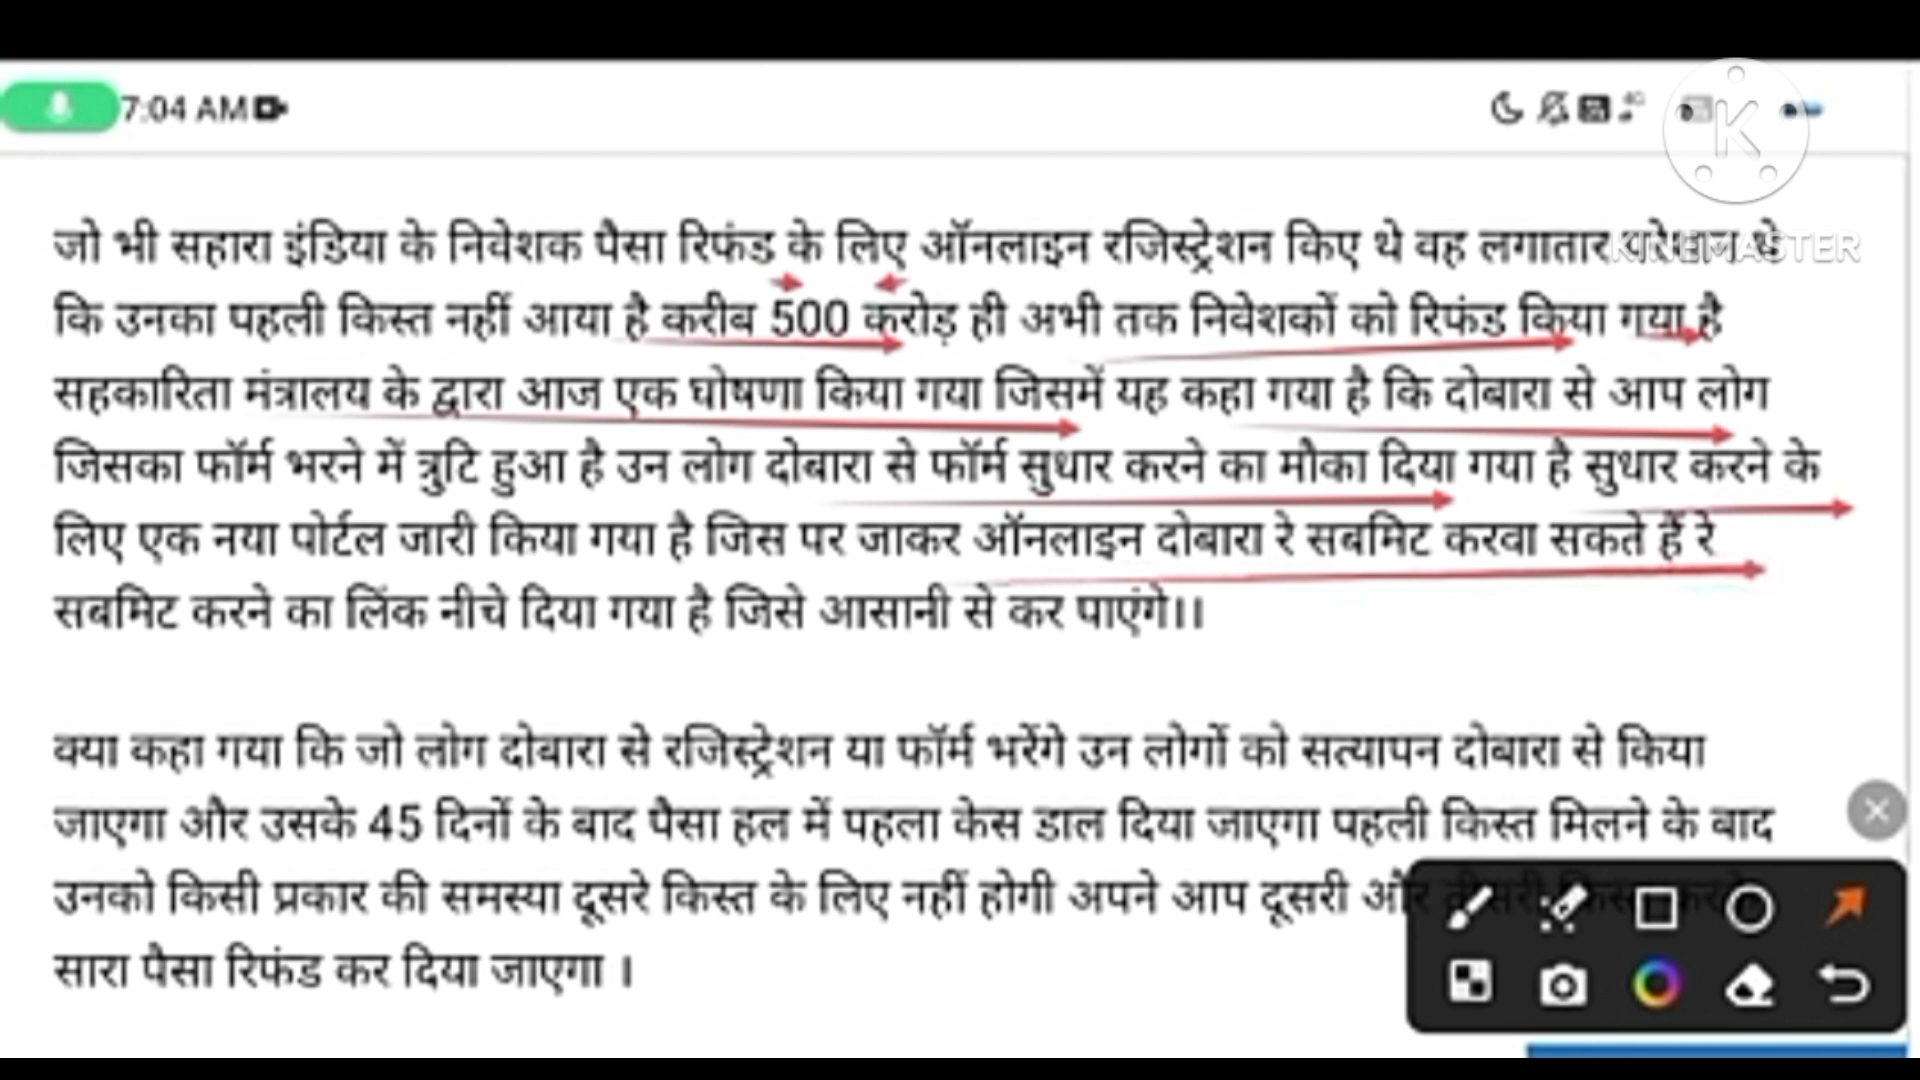 7:04 AM
KINEMASTER
जो भी सहारा इंडिया के निवेशक पैसा रिफंड के लिए ऑनलाइन रजिस्ट्रेशन किए थे वह लगातार थे
कि उनका पहली किस्त नहीं आया है करीब 500 करोड़ ही अभी तक निवेशकों को रिफंड किया गया है
सहकारिता मंत्रालय के द्वारा आज एक घोषणा किया गया जिसमें यह कहा गया है कि दोबारा से आप लोग
जिसका फॉर्म भरने में त्रुटि हुआ है उन लोग दोबारा से फॉर्म सुधार करने का मौका दिया गया है सुधार करने के
लिए एक नया पोर्टल जारी किया गया है जिस पर जाकर ऑनलाइन दोबारा रे सबमिट करवा सकते हैं रे
सबमिट करने का लिंक नीचे दिया गया है जिसे आसानी से कर पाएंगे।।
क्या कहा गया कि जो लोग दोबारा से रजिस्ट्रेशन या फॉर्म भरेंगे उन लोगों को सत्यापन दोबारा से किया
जाएगा और उसके 45 दिनों के बाद पैसा हल में पहला केस डाल दिया जाएगा पहली किस्त मिलने के बाद
उनको किसी प्रकार की समस्या दूसरे किस्त के लिए नहीं होगी अपने आप दूसरी और
सारा पैसा रिफंड कर दिया जाएगा ।